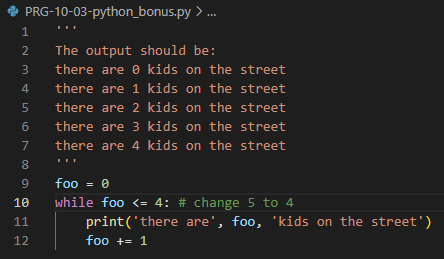 PRG-10-03-python_bonus.py > ...
1 '''
2 The output should be:
3 there are 0 kids on the street
4 there are 1 kids on the street
5 there are 2 kids on the street
6 there are 3 kids on the street
7 there are 4 kids on the street
8 '''
9 foo = 0
10 while foo <= 4: # change 5 to 4
11     print('there are', foo, 'kids on the street')
12     foo += 1